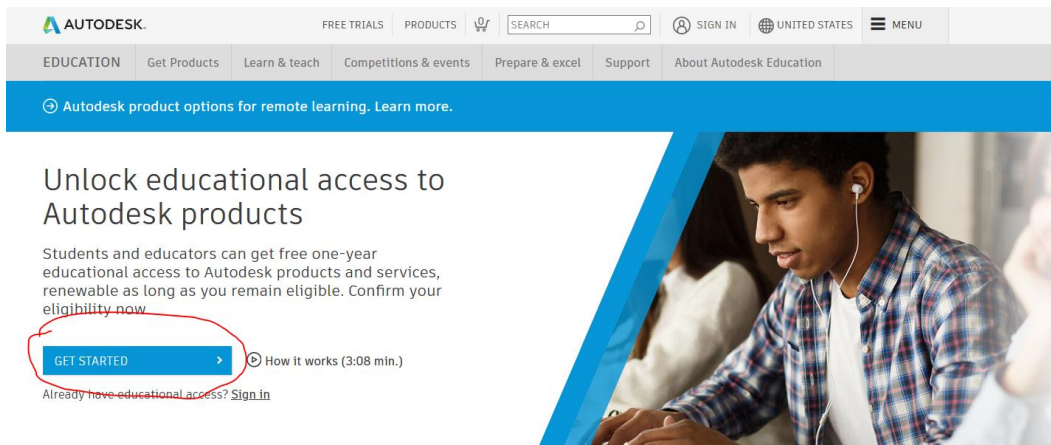 AUTODESK.
FREE TRIALS PRODUCTS 0 SEARCH SIGN IN UNITED STATES MENU
EDUCATION Get Products Learn & teach Competitions & events Prepare & excel Support About Autodesk Education
Autodesk product options for remote learning. Learn more.
Unlock educational access to
Autodesk products
Students and educators can get free one-year
educational access to Autodesk products and services,
renewable as long as you remain eligible. Confirm your
eligibility now
GET STARTED
How it works (3:08 min.)
Already have educational access? Sign in